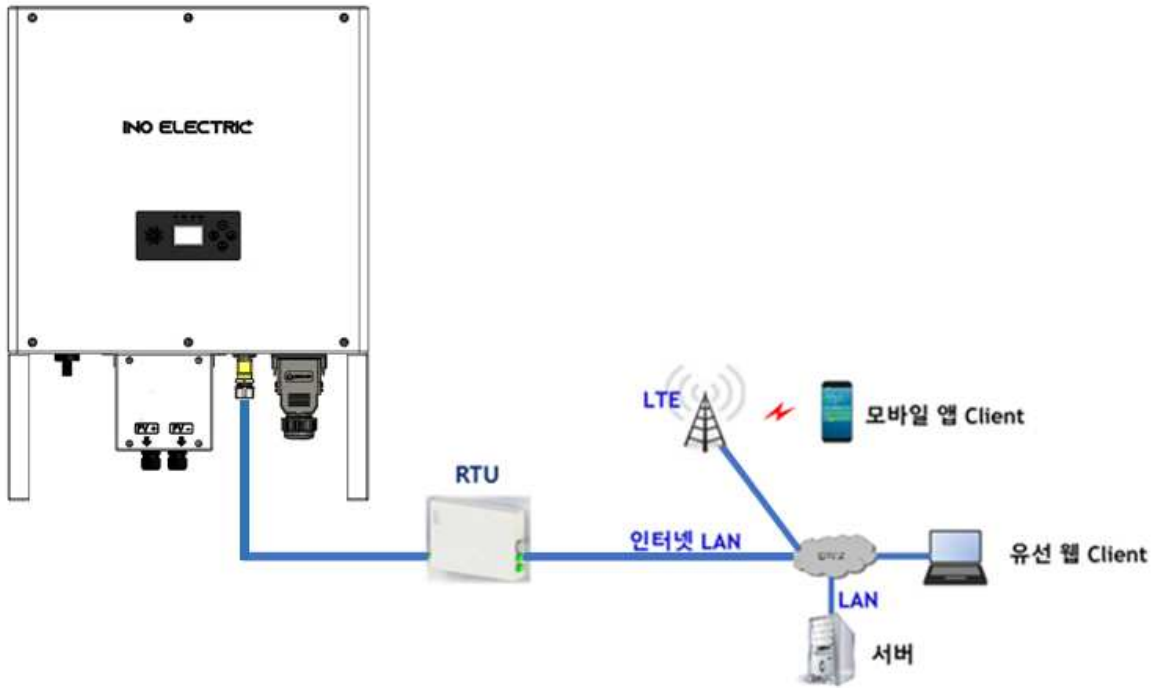 INO ELECTRIC
PV + PV -
RTU
LTE
모바일 앱 Client
인터넷 LAN
유선 웹 Client
LAN
서버